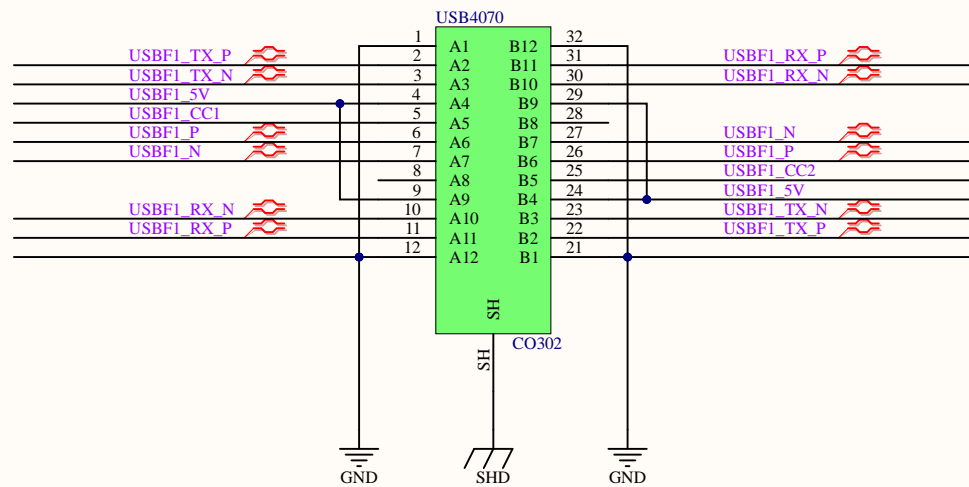 USB4070
1 A1 B12 32
USBF1_TX_P 2 A2 B11 31 USBF1_RX_P
USBF1_TX_N 3 A3 B10 30 USBF1_RX_N
USBF1_5V 4 A4 B9 29
USBF1_CC1 5 A5 B8 28
USBF1_P 6 A6 B7 27 USBF1_N
USBF1_N 7 A7 B6 26 USBF1_P
8 A8 B5 25 USBF1_CC2
9 A9 B4 24 USBF1_5V
USBF1_RX_N 10 A10 B3 23 USBF1_TX_N
USBF1_RX_P 11 A11 B2 22 USBF1_TX_P
12 A12 B1 21
SH
CO302
SH
GND SHD GND